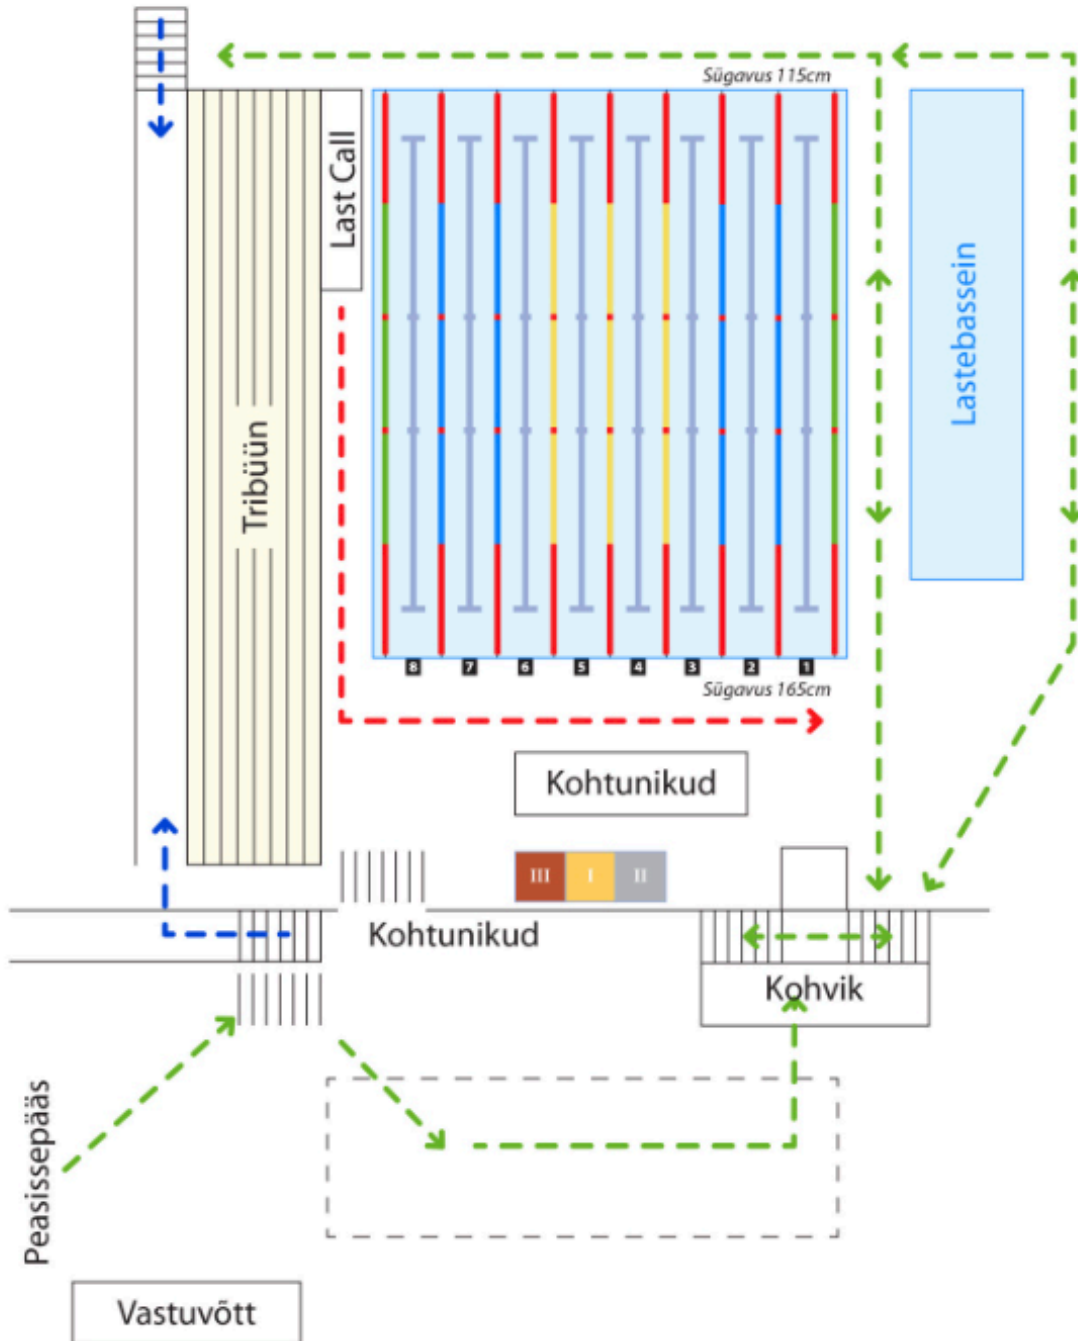 Sügavus 115cm
Last Call
Lastebassein
Tribüün
8 7 6 5 4 3 2 1
Sügavus 165cm
Kohtunikud
III I II
Kohtunikud
Kohvik
Peasissepääs
Vastuvõtt